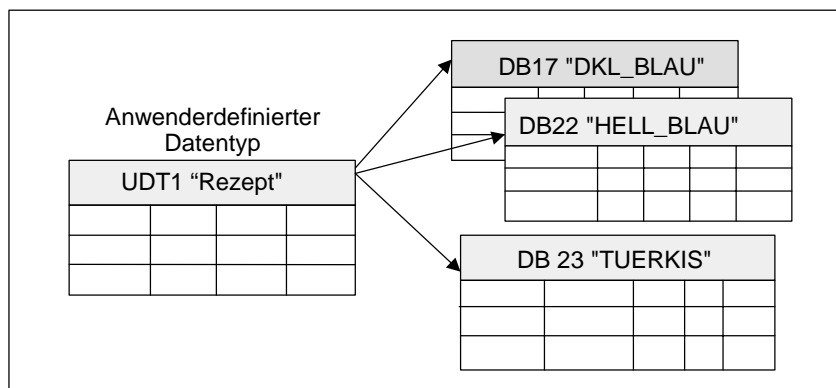 Anwenderdefinierter
Datentyp
UDT1 “Rezept"
DB17 "DKL_BLAU"
DB22 "HELL_BLAU"
DB 23 "TUERKIS"